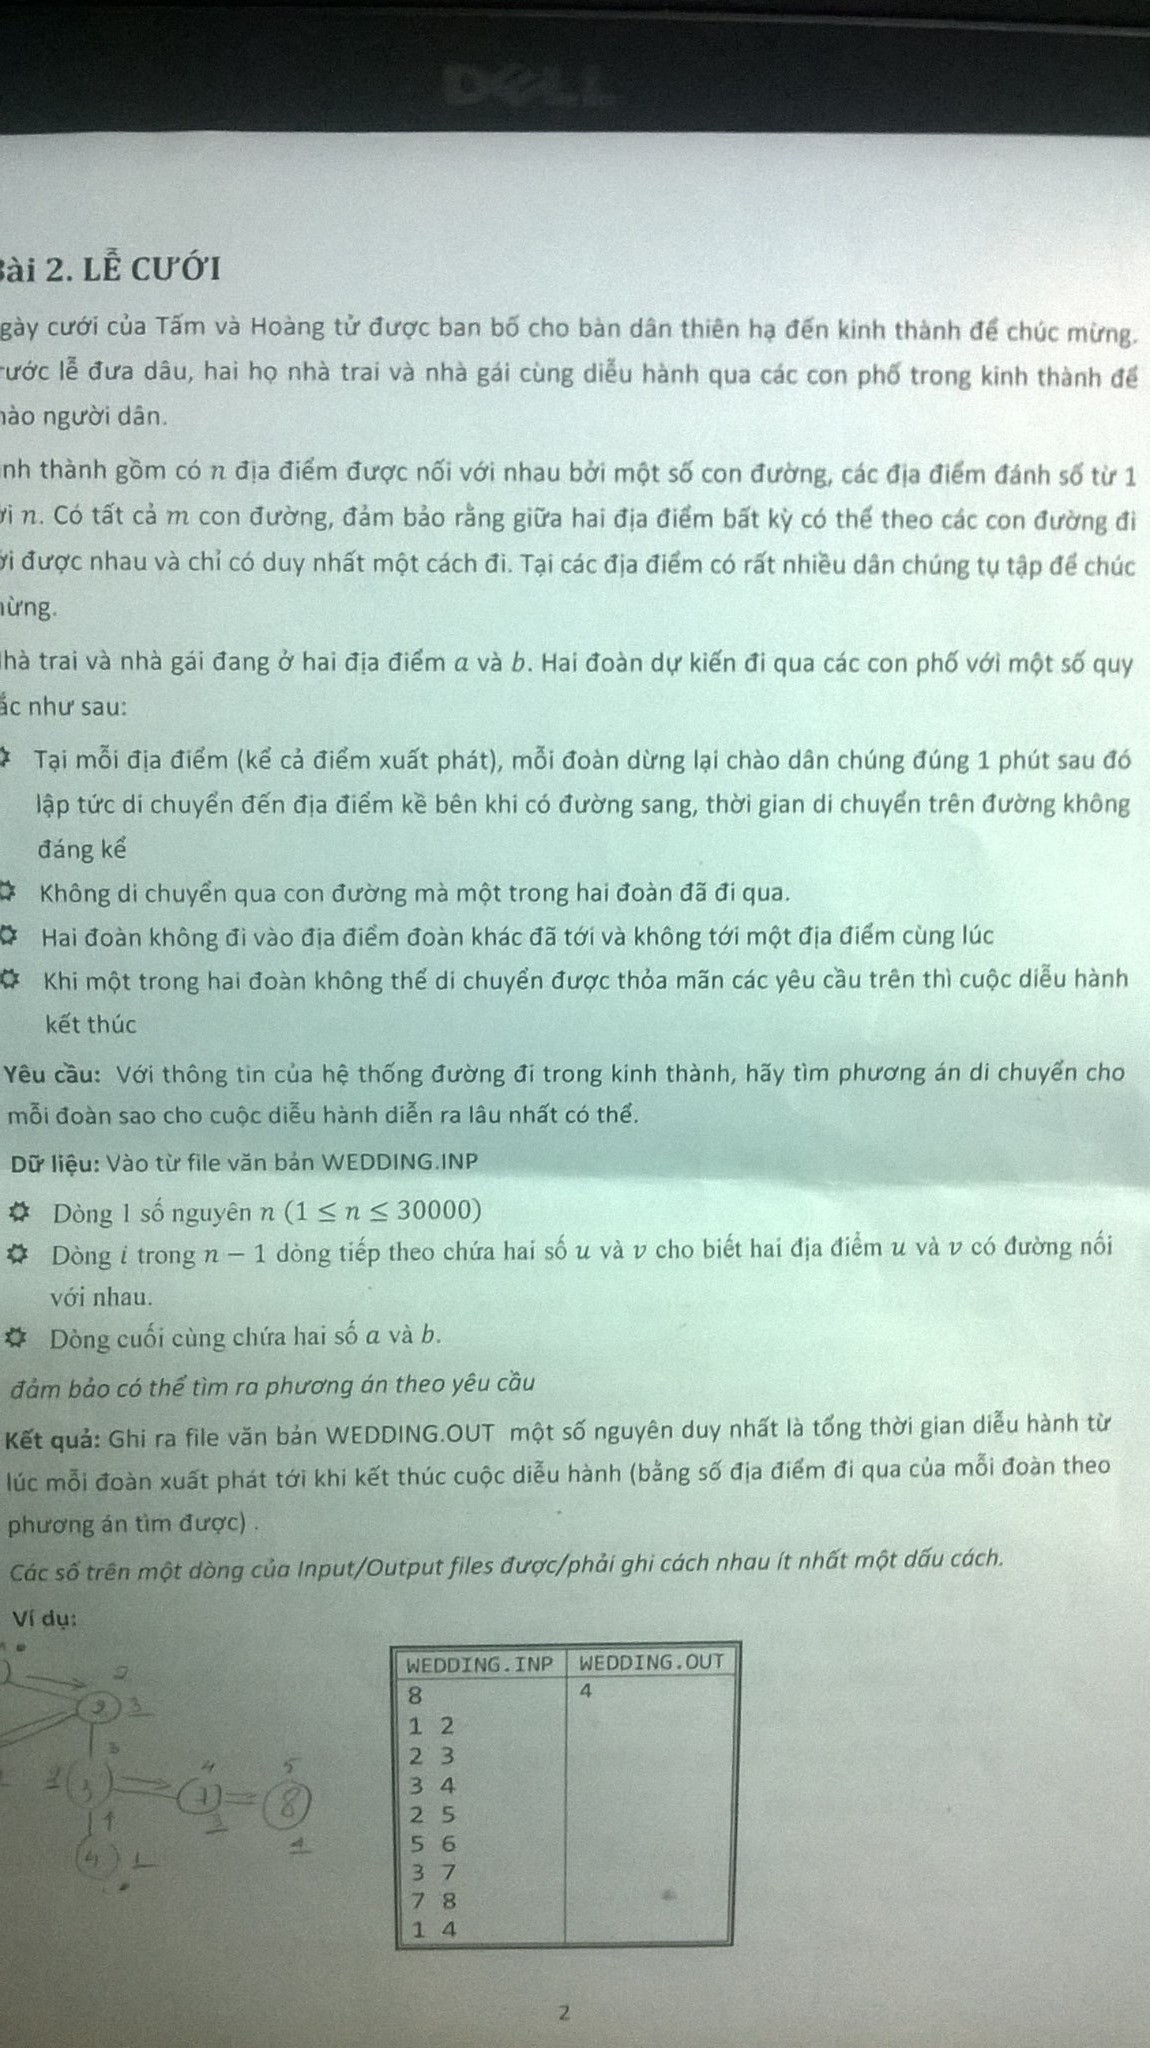 DELL
Bài 2. LỄ CƯỚI
gày cưới của Tấm và Hoàng tử được ban bố cho bàn dân thiên hạ đến kinh thành để chúc mừng.
rước lễ đưa dâu, hai họ nhà trai và nhà gái cùng diễu hành qua các con phố trong kinh thành để
hào người dân.
inh thành gồm có n địa điểm được nối với nhau bởi một số con đường, các địa điểm đánh số từ 1
ới n. Có tất cả m con đường, đảm bảo rằng giữa hai địa điểm bất kỳ có thể theo các con đường đi
ới được nhau và chỉ có duy nhất một cách đi. Tại các địa điểm có rất nhiều dân chúng tụ tập để chúc
mừng.
Nhà trai và nhà gái đang ở hai địa điểm a và b. Hai đoàn dự kiến đi qua các con phố với một số quy
ắc như sau:
Tại mỗi địa điểm (kể cả điểm xuất phát), mỗi đoàn dừng lại chào dân chúng đúng 1 phút sau đó
lập tức di chuyển đến địa điểm kề bên khi có đường sang, thời gian di chuyển trên đường không
đáng kể
Không di chuyển qua con đường mà một trong hai đoàn đã đi qua.
Hai đoàn không đi vào địa điểm đoàn khác đã tới và không tới một địa điểm cùng lúc
Khi một trong hai đoàn không thể di chuyển được thỏa mãn các yêu cầu trên thì cuộc diễu hành
kết thúc
Yêu cầu: Với thông tin của hệ thống đường đi trong kinh thành, hãy tìm phương án di chuyển cho
mỗi đoàn sao cho cuộc diễu hành diễn ra lâu nhất có thể.
Dữ liệu: Vào từ file văn bản WEDDING.INP
Dòng 1 số nguyên n (1 ≤ n ≤ 30000)
Dòng i trong n − 1 dòng tiếp theo chứa hai số u và v cho biết hai địa điểm u và v có đường nối
với nhau.
Dòng cuối cùng chứa hai số a và b.
đảm bảo có thể tìm ra phương án theo yêu cầu
Kết quả: Ghi ra file văn bản WEDDING.OUT một số nguyên duy nhất là tổng thời gian diễu hành từ
lúc mỗi đoàn xuất phát tới khi kết thúc cuộc diễu hành (bằng số địa điểm đi qua của mỗi đoàn theo
phương án tìm được) .
Các số trên một dòng của Input/Output files được/phải ghi cách nhau ít nhất một dấu cách.
Ví dụ:
WEDDING.INP WEDDING.OUT
8 4
1 2
2 3
3 4
2 5
5 6
3 7
7 8
1 4
2
2 3
3
2 3 4 5
7 8
3 4
4 1
2